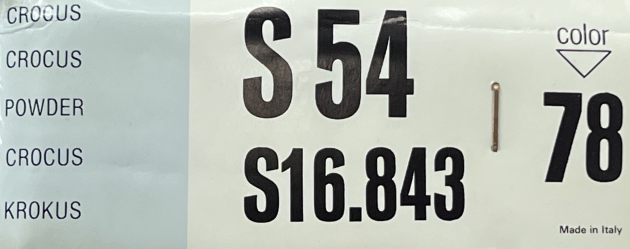 CROCUS
CROCUS
POWDER
CROCUS
KROKUS
S 54
S16.843
color
78
Made in Italy